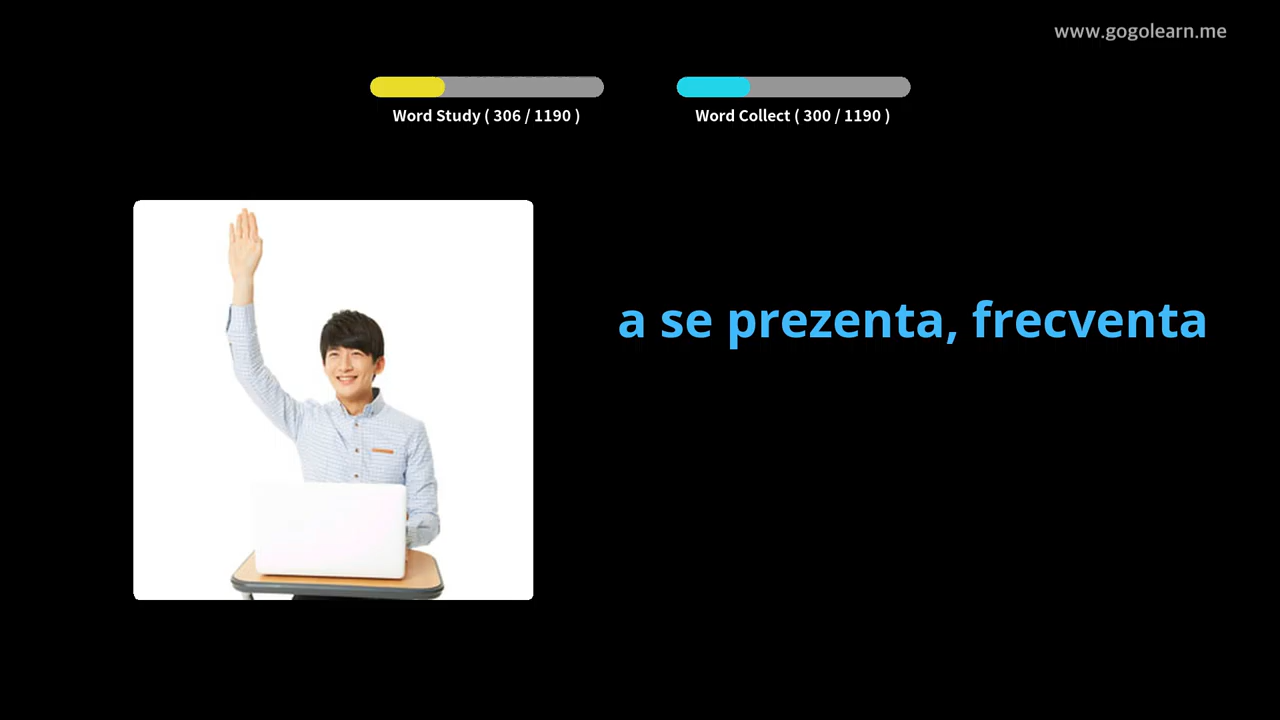 www.gogolearn.me
Word Study ( 306 / 1190 )
Word Collect ( 300 / 1190 )
a se prezenta, frecventa